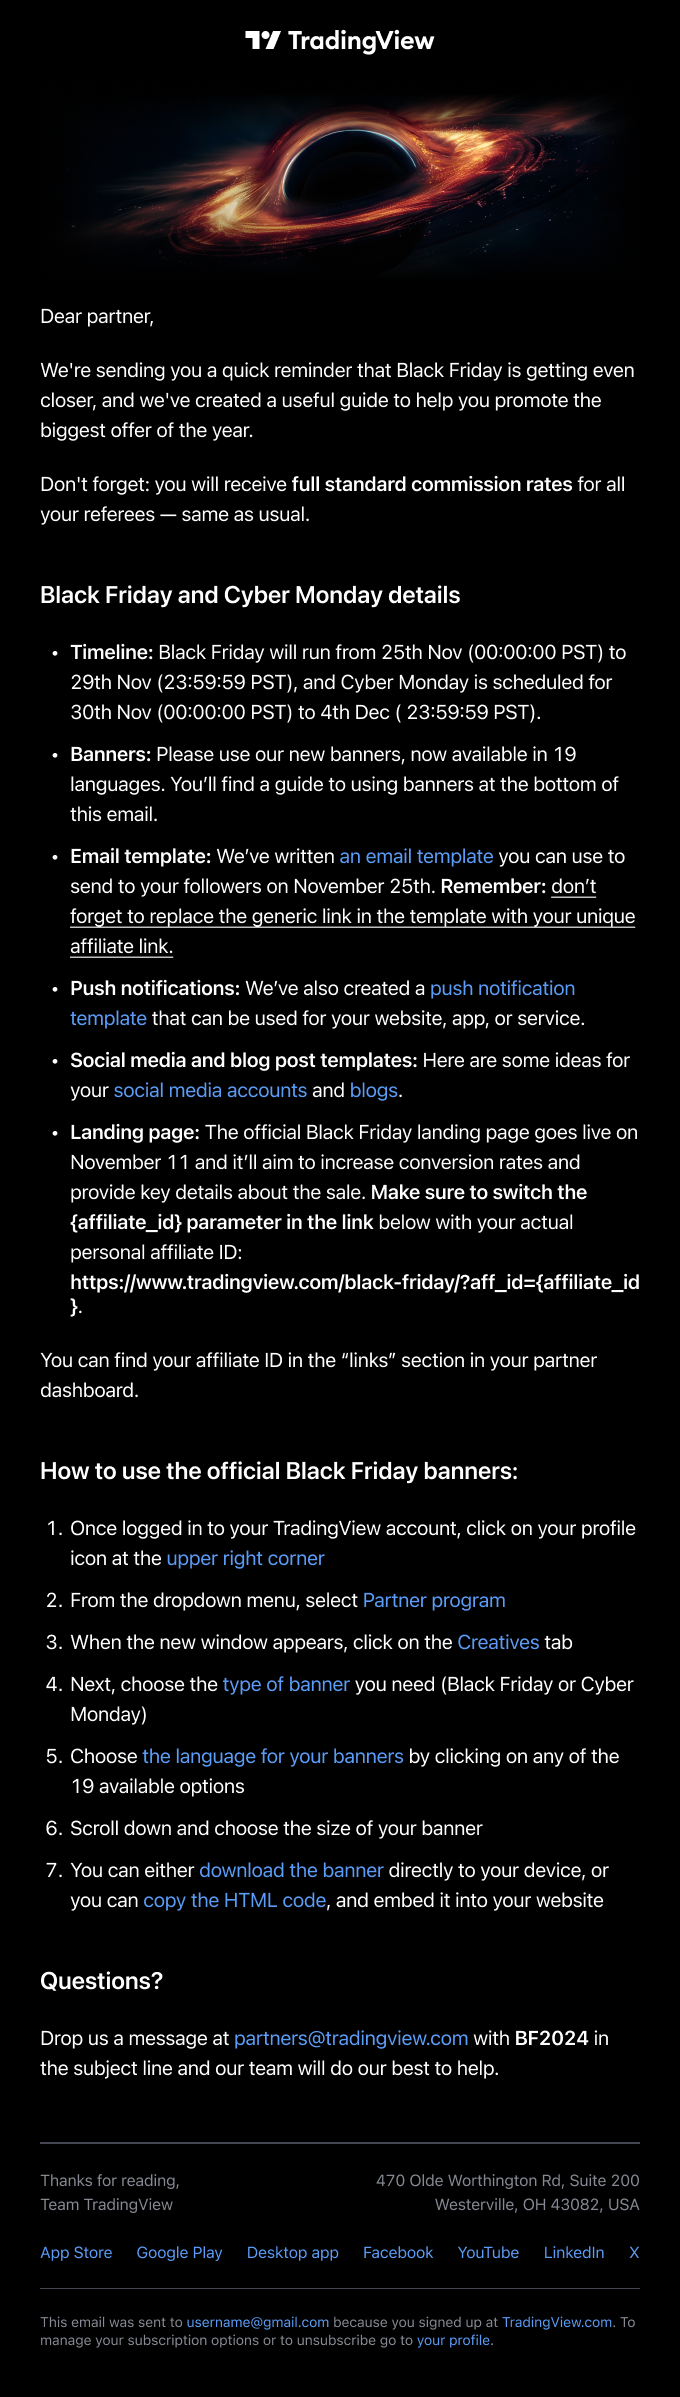 TradingView
Dear partner,
We're sending you a quick reminder that Black Friday is getting even
closer, and we've created a useful guide to help you promote the
biggest offer of the year.
Don't forget: you will receive full standard commission rates for all
your referees — same as usual.
Black Friday and Cyber Monday details
• Timeline: Black Friday will run from 25th Nov (00:00:00 PST) to
29th Nov (23:59:59 PST), and Cyber Monday is scheduled for
30th Nov (00:00:00 PST) to 4th Dec ( 23:59:59 PST).
• Banners: Please use our new banners, now available in 19
languages. You’ll find a guide to using banners at the bottom of
this email.
• Email template: We’ve written an email template you can use to
send to your followers on November 25th. Remember: don’t
forget to replace the generic link in the template with your unique
affiliate link.
• Push notifications: We’ve also created a push notification
template that can be used for your website, app, or service.
• Social media and blog post templates: Here are some ideas for
your social media accounts and blogs.
• Landing page: The official Black Friday landing page goes live on
November 11 and it’ll aim to increase conversion rates and
provide key details about the sale. Make sure to switch the
{affiliate_id} parameter in the link below with your actual
personal affiliate ID:
https://www.tradingview.com/black-friday/?aff_id={affiliate_id
}.
You can find your affiliate ID in the “links” section in your partner
dashboard.
How to use the official Black Friday banners:
1. Once logged in to your TradingView account, click on your profile
icon at the upper right corner
2. From the dropdown menu, select Partner program
3. When the new window appears, click on the Creatives tab
4. Next, choose the type of banner you need (Black Friday or Cyber
Monday)
5. Choose the language for your banners by clicking on any of the
19 available options
6. Scroll down and choose the size of your banner
7. You can either download the banner directly to your device, or
you can copy the HTML code, and embed it into your website
Questions?
Drop us a message at partners@tradingview.com with BF2024 in
the subject line and our team will do our best to help.
Thanks for reading,
Team TradingView
470 Olde Worthington Rd, Suite 200
Westerville, OH 43082, USA
App Store Google Play Desktop app Facebook YouTube LinkedIn X
This email was sent to username@gmail.com because you signed up at TradingView.com. To
manage your subscription options or to unsubscribe go to your profile.